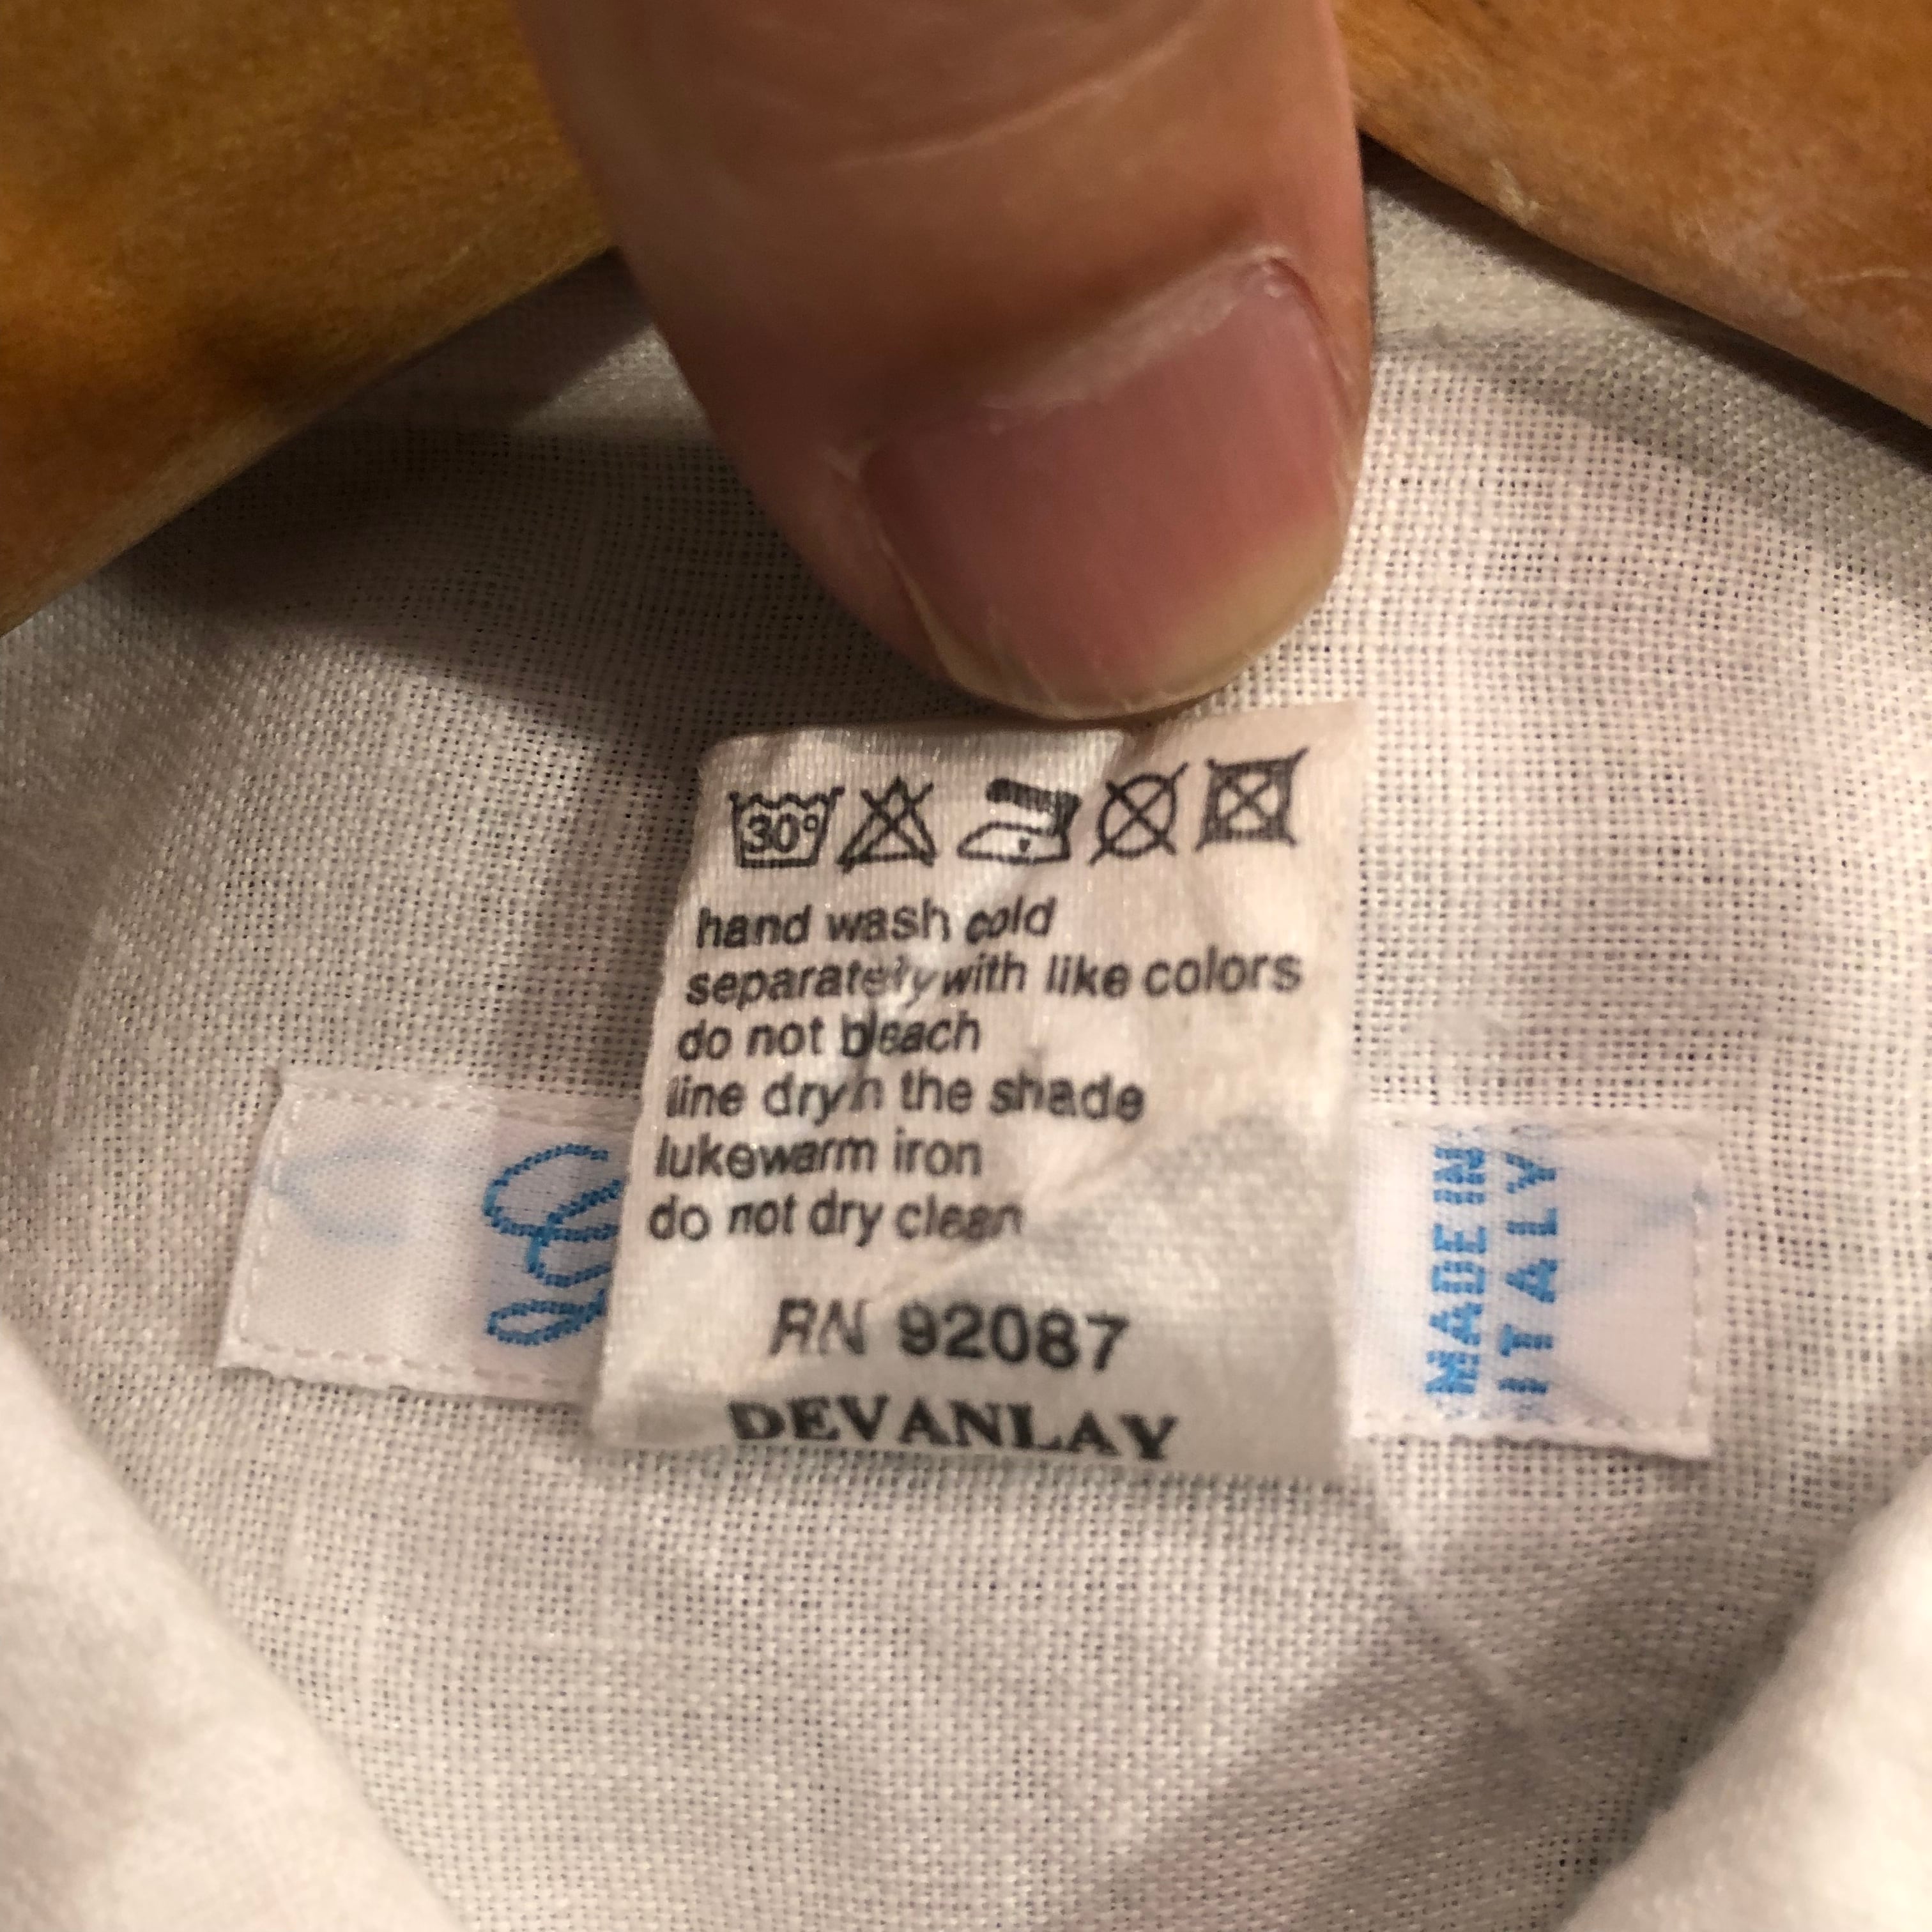 30°
hand wash cold
separately with like colors
do not bleach
line dry in the shade
lukewarm iron
do not dry clean
RN 92087
DEVANLAY
MADE IN
ITALY